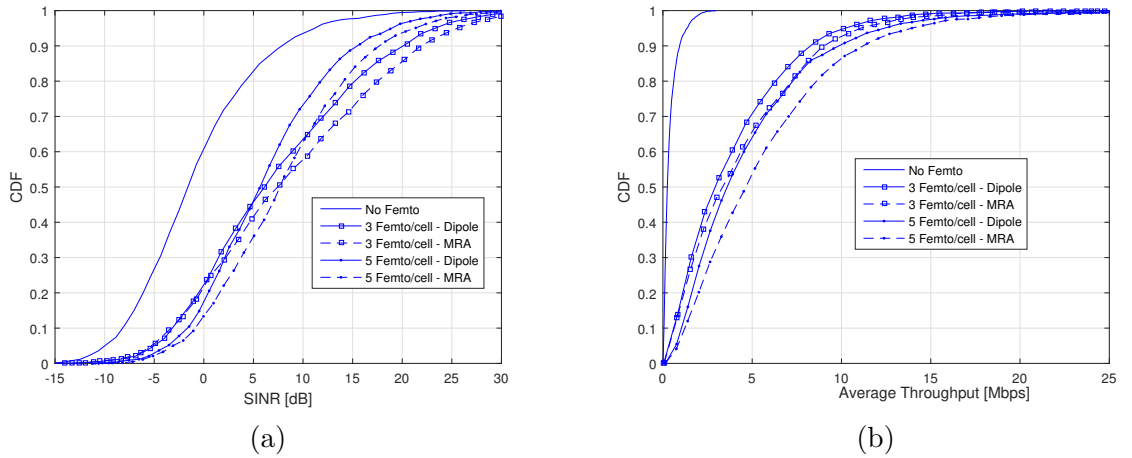 1
0.9
0.8
0.7
0.6
0.5
0.4
0.3
0.2
0.1
0
CDF
-15
-10
-5
0
5
10
15
20
25
30
SINR [dB]
No Femto
3 Femto/cell - Dipole
3 Femto/cell - MRA
5 Femto/cell - Dipole
5 Femto/cell - MRA
(a)
1
0.9
0.8
0.7
0.6
0.5
0.4
0.3
0.2
0.1
0
CDF
0
5
10
15
20
25
Average Throughput [Mbps]
No Femto
3 Femto/cell - Dipole
3 Femto/cell - MRA
5 Femto/cell - Dipole
5 Femto/cell - MRA
(b)